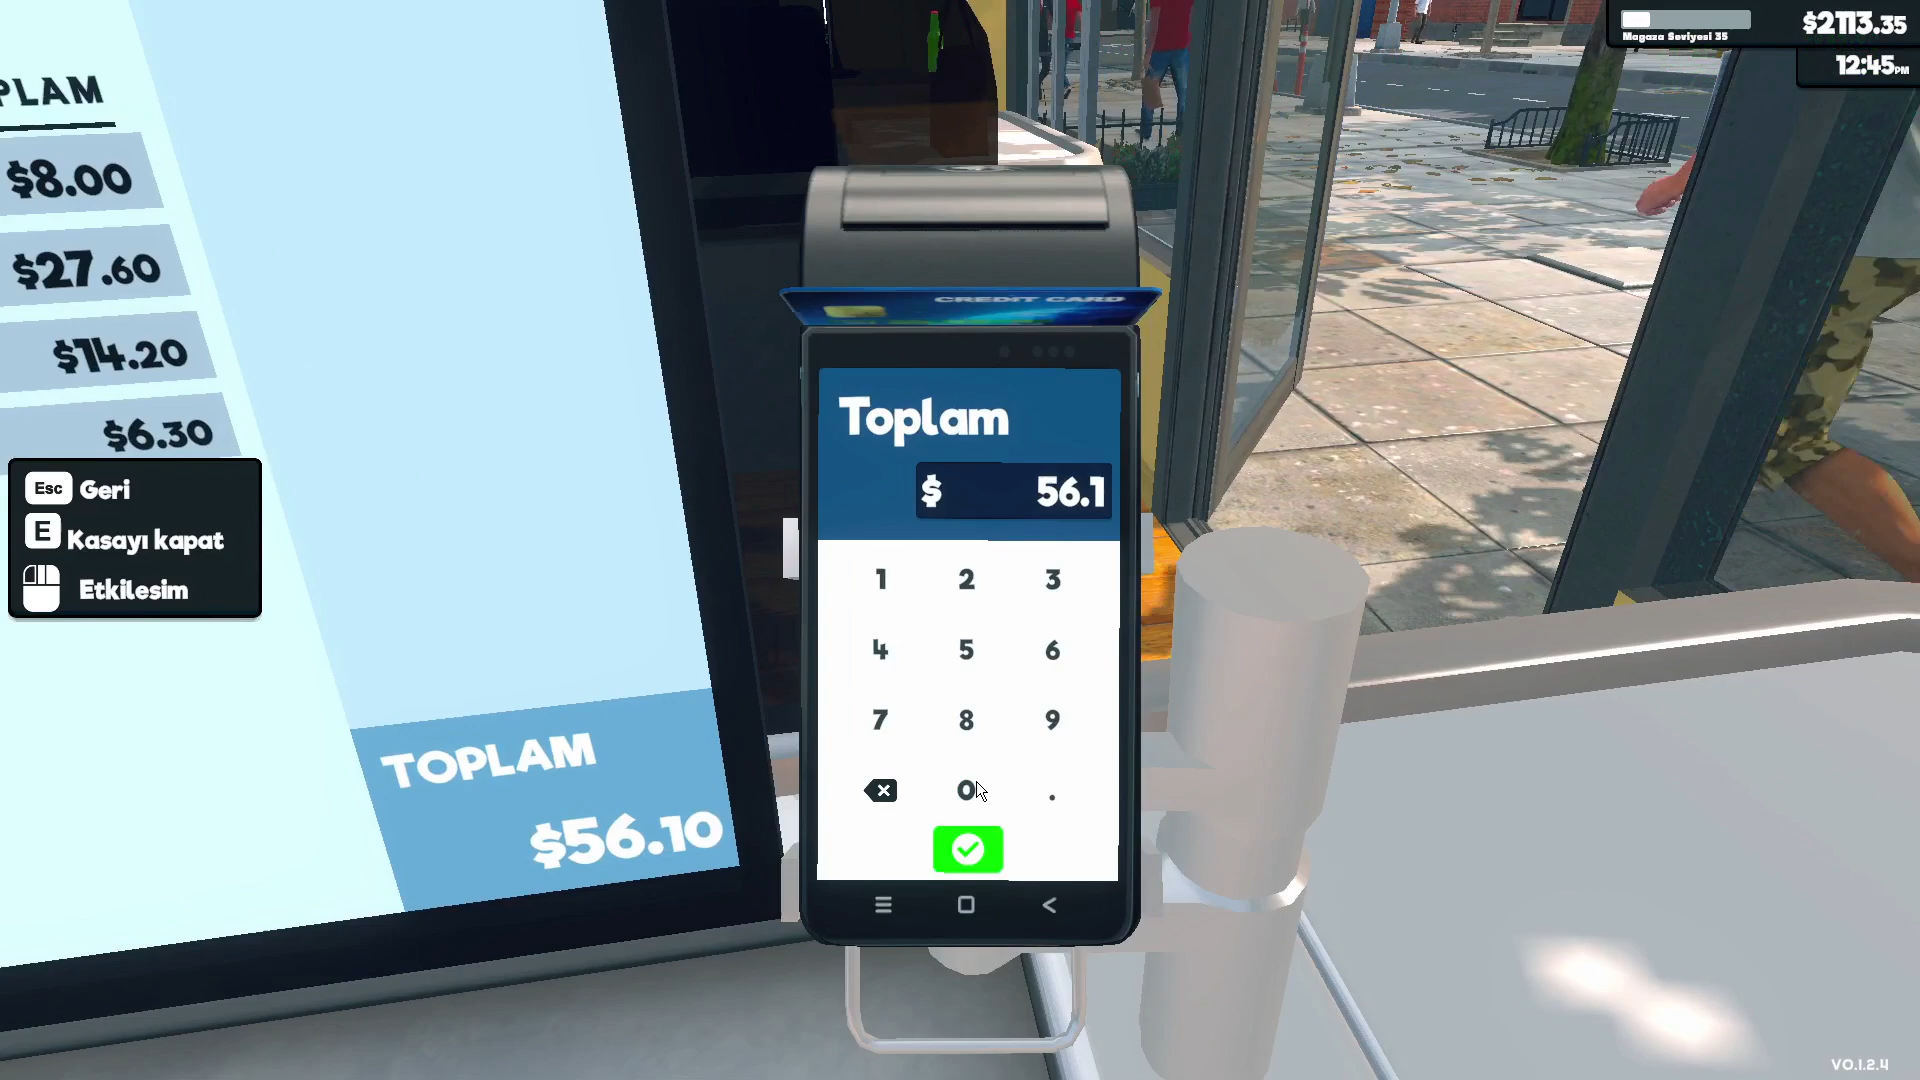 PLAM
$8.00
$27.60
$14.20
$6.30
TOPLAM
$56.10
Esc Geri
E Kasayı kapat
Etkilesim
CREDIT CARD
Toplam
$ 56.1
1 2 3
4 5 6
7 8 9
0 .
Magaza Seviyesi 35
$2113.35
12:45PM
V0.1.2.4